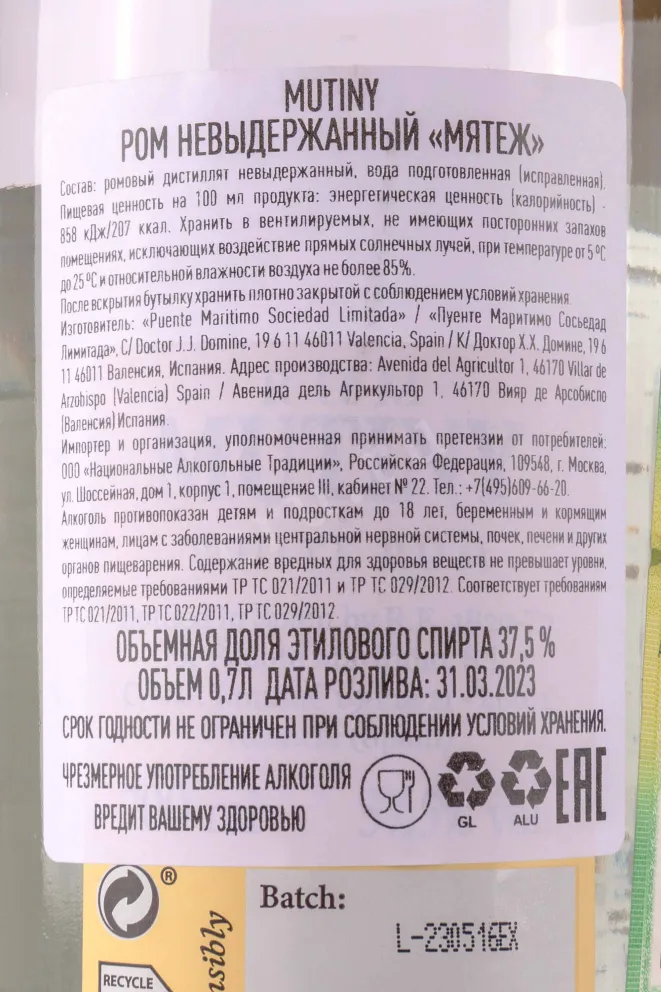 MUTINY
РОМ НЕВЫДЕРЖАННЫЙ «МЯТЕЖ»
Состав: ромовый дистиллят невыдержанный, вода подготовленная (исправленная).
Пищевая ценность на 100 мл продукта: энергетическая ценность (калорийность) -
858 кДж/207 ккал. Хранить в вентилируемых, не имеющих посторонних запахов
помещениях, исключающих воздействие прямых солнечных лучей, при температуре от 5 °C
до 25 °C и относительной влажности воздуха не более 85%.
После вскрытия бутылку хранить плотно закрытой с соблюдением условий хранения.
Изготовитель: «Puente Maritimo Sociedad Limitada» / «Пуенте Маритимо Сосьедад
Лимитада», C/ Doctor J.J. Domine, 19 6 11 46011 Valencia, Spain / К/ Доктор Х.Х. Домине, 19 6
11 46011 Валенсия, Испания. Адрес производства: Avenida del Agricultor 1, 46170 Villar de
Arzohispo (Valencia) Spain / Авенида дель Агрикультор 1, 46170 Вияр де Арсобиспо
(Валенсия) Испания.
Импортер и организация, уполномоченная принимать претензии от потребителей:
ООО «Национальные Алкогольные Традиции», Российская Федерация, 109548, г. Москва,
ул. Шоссейная, дом 1, корпус 1, помещение III, кабинет № 22. Тел.: +7(495)609-66-20.
Алкоголь противопоказан детям и подросткам до 18 лет, беременным и кормящим
женщинам, лицам с заболеваниями центральной нервной системы, почек, печени и других
органов пищеварения. Содержание вредных для здоровья веществ не превышает уровни,
определяемые требованиями ТР ТС 021/2011 и ТР ТС 029/2012. Соответствует требованиям
ТР ТС 021/2011, ТР ТС 022/2011, ТР ТС 029/2012.
ОБЪЕМНАЯ ДОЛЯ ЭТИЛОВОГО СПИРТА 37,5 %
ОБЪЕМ 0,7Л ДАТА РОЗЛИВА: 31.03.2023
СРОК ГОДНОСТИ НЕ ОГРАНИЧЕН ПРИ СОБЛЮДЕНИИ УСЛОВИЙ ХРАНЕНИЯ.
ЧРЕЗМЕРНОЕ УПОТРЕБЛЕНИЕ АЛКОГОЛЯ
ВРЕДИТ ВАШЕМУ ЗДОРОВЬЮ
GL
ALU
EAC
®
Batch:
L-230516EX
RECYCLE